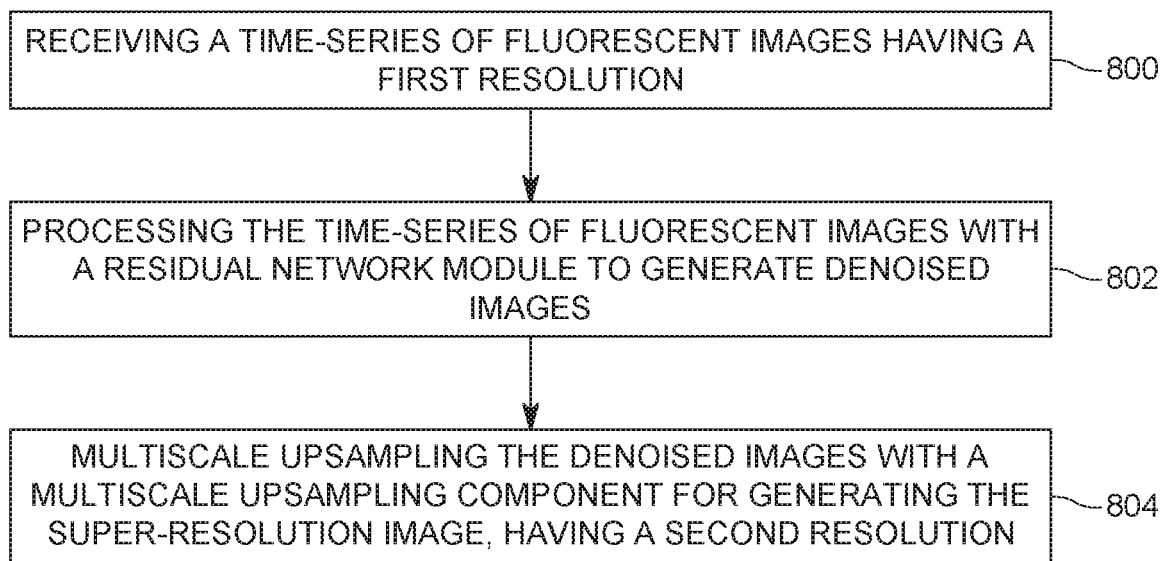 RECEIVING A TIME-SERIES OF FLUORESCENT IMAGES HAVING A
FIRST RESOLUTION
800
PROCESSING THE TIME-SERIES OF FLUORESCENT IMAGES WITH
A RESIDUAL NETWORK MODULE TO GENERATE DENOISED
IMAGES
802
MULTISCALE UPSAMPLING THE DENOISED IMAGES WITH A
MULTISCALE UPSAMPLING COMPONENT FOR GENERATING THE
SUPER-RESOLUTION IMAGE, HAVING A SECOND RESOLUTION
804